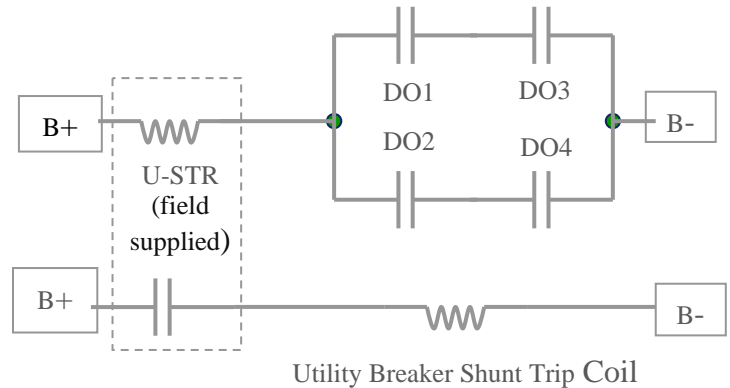 DO1
DO3
B+
B-
DO2
DO4
U-STR
(field
supplied)
B+
B-
Utility Breaker Shunt Trip Coil